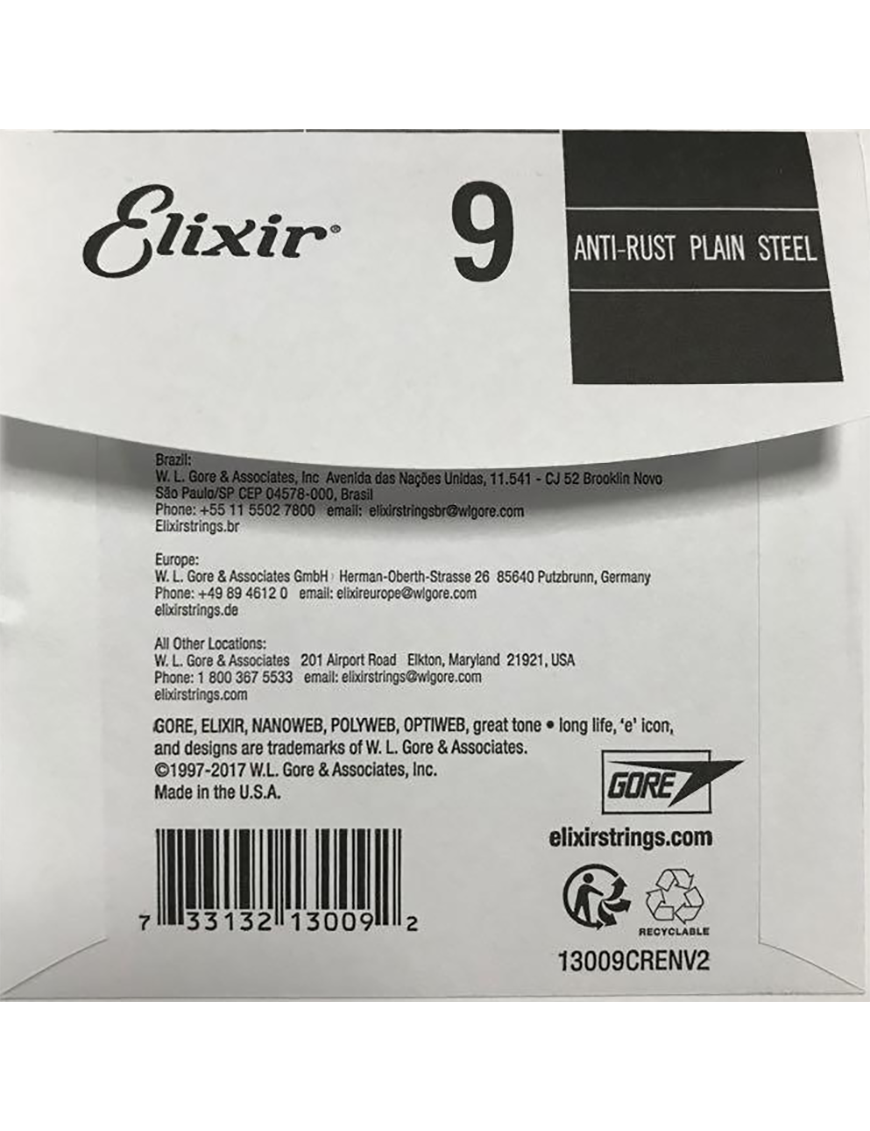 Elixir®
9
ANTI-RUST PLAIN STEEL
Brazil:
W. L. Gore & Associates, Inc Avenida das Nações Unidas, 11.541 - CJ 52 Brooklin Novo
São Paulo/SP CEP 04578-000, Brasil
Phone: +55 11 5502 7800 email: elixirstringsbr@wlgore.com
Elixirstrings.br
Europe:
W. L. Gore & Associates GmbH Herman-Oberth-Strasse 26 85640 Putzbrunn, Germany
Phone: +49 89 4612 0 email: elixireurope@wlgore.com
elixirstrings.de
All Other Locations:
W. L. Gore & Associates 201 Airport Road Elkton, Maryland 21921, USA
Phone: 1 800 367 5533 email: elixirstrings@wlgore.com
elixirstrings.com
GORE, ELIXIR, NANOWEB, POLYWEB, OPTIWEB, great tone • long life, ‘e’ icon,
and designs are trademarks of W. L. Gore & Associates.
©1997-2017 W.L. Gore & Associates, Inc.
Made in the U.S.A.
GORE
elixirstrings.com
7 33132 13009 2
RECYCLABLE
13009CRENV2